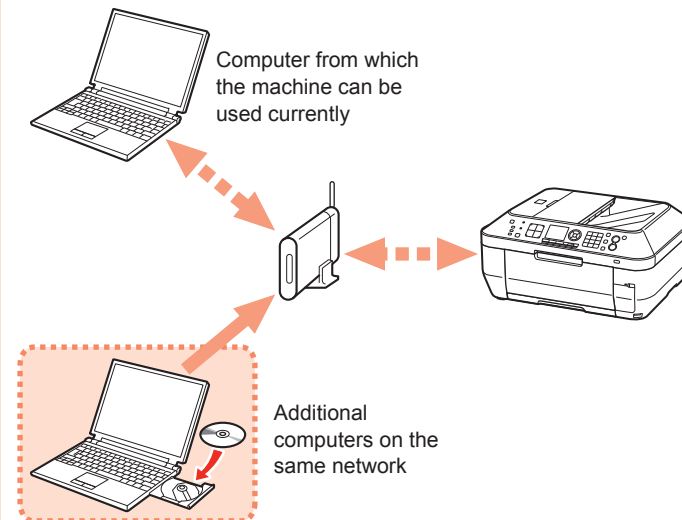 Computer from which
the machine can be
used currently
Additional
computers on the
same network